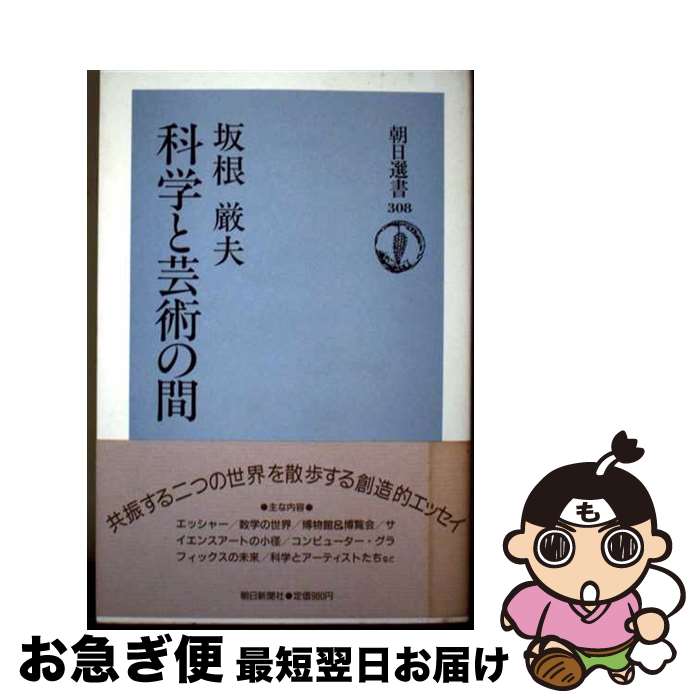 朝日選書
308
坂根 厳夫
科学と芸術の間
共振する二つの世界を散歩する創造的エッセイ
●主な内容●
エッシャー/数学の世界/博物館&博覧会/サ
イエンスアートの小径/コンピューター・グラ
フィックスの未来/科学とアーティストたちなど
朝日新聞社●定価980円
も
お急ぎ便 最短翌日お届け